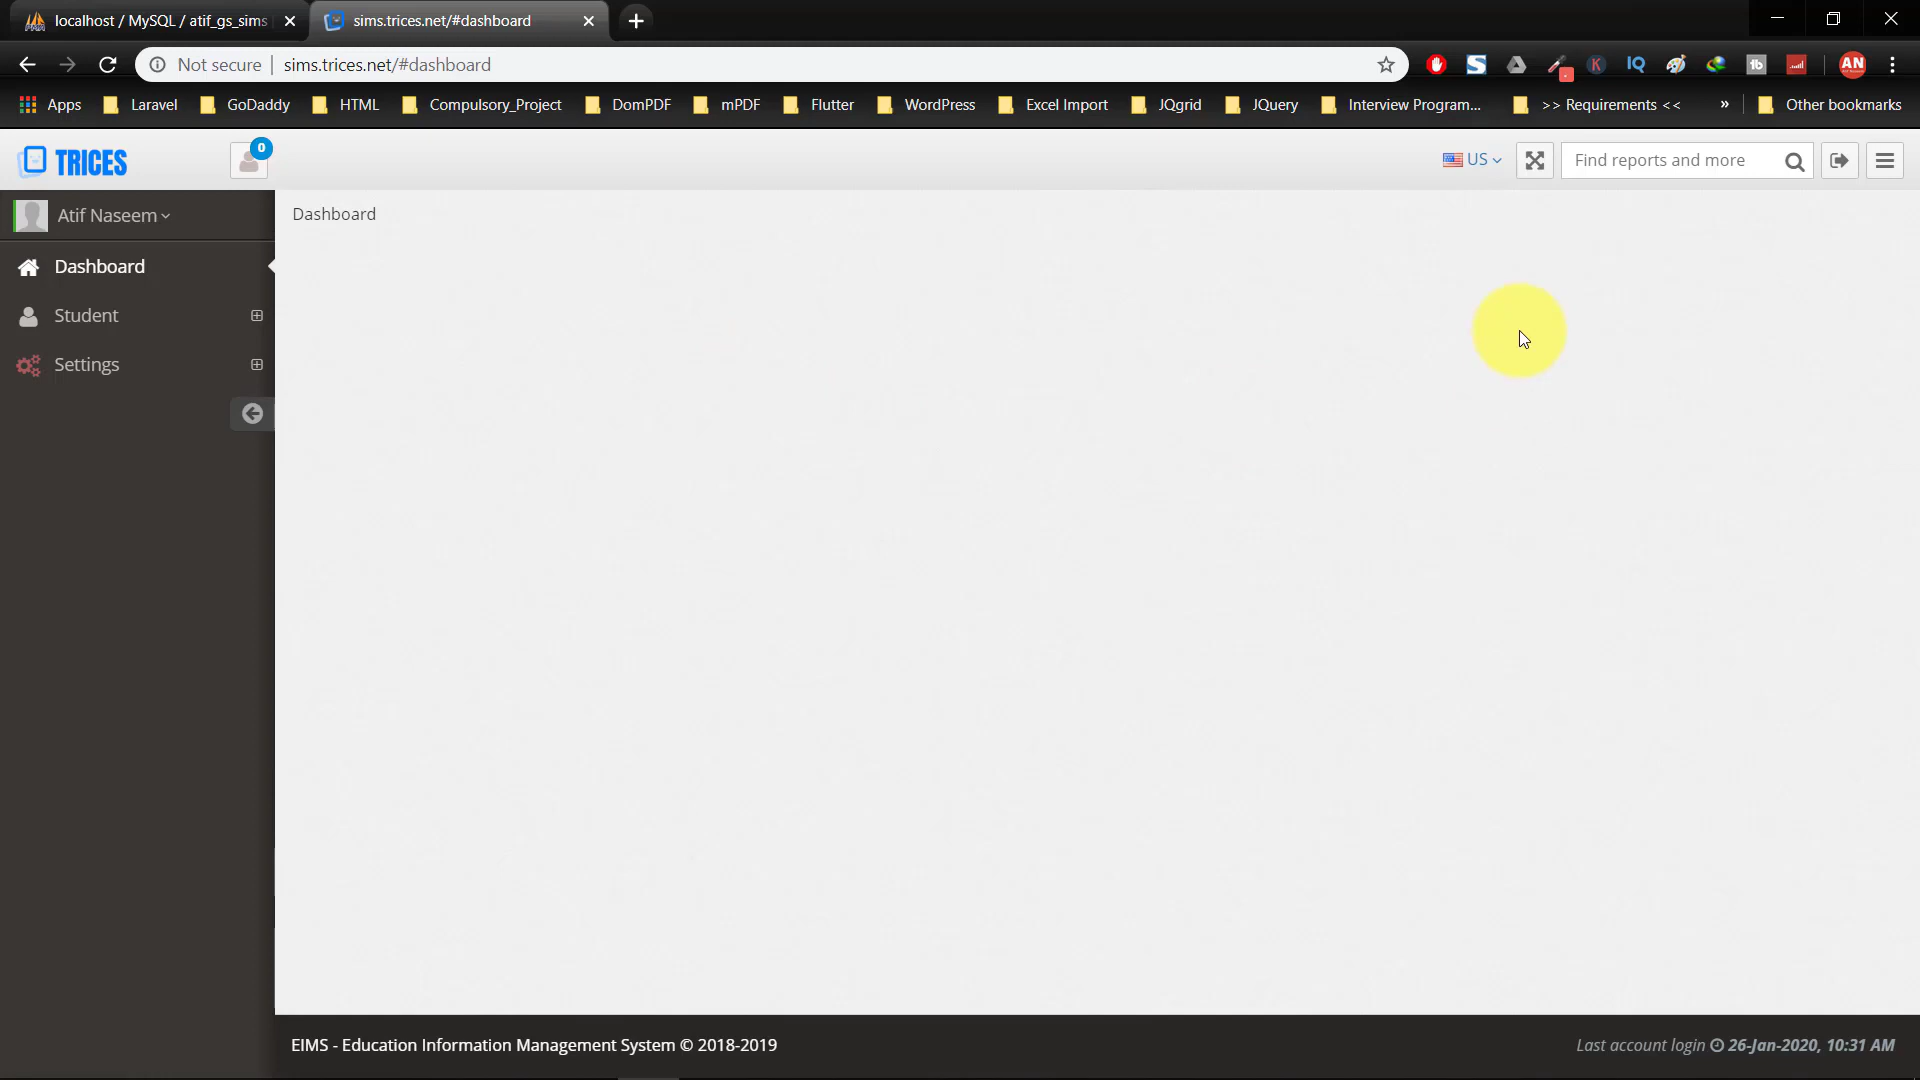 localhost / MySQL / atif_gs_sims
sims.trices.net/#dashboard
Not secure
sims.trices.net/#dashboard
IQ
K
tb
AN
Apps
Laravel
GoDaddy
HTML
Compulsory_Project
DomPDF
mPDF
Flutter
WordPress
Excel Import
JQgrid
JQuery
Interview Program...
>> Requirements <<
»
Other bookmarks
TRICES
0
US
Find reports and more
Atif Naseem
Dashboard
Dashboard
Student
Settings
EIMS - Education Information Management System © 2018-2019
Last account login 26-Jan-2020, 10:31 AM